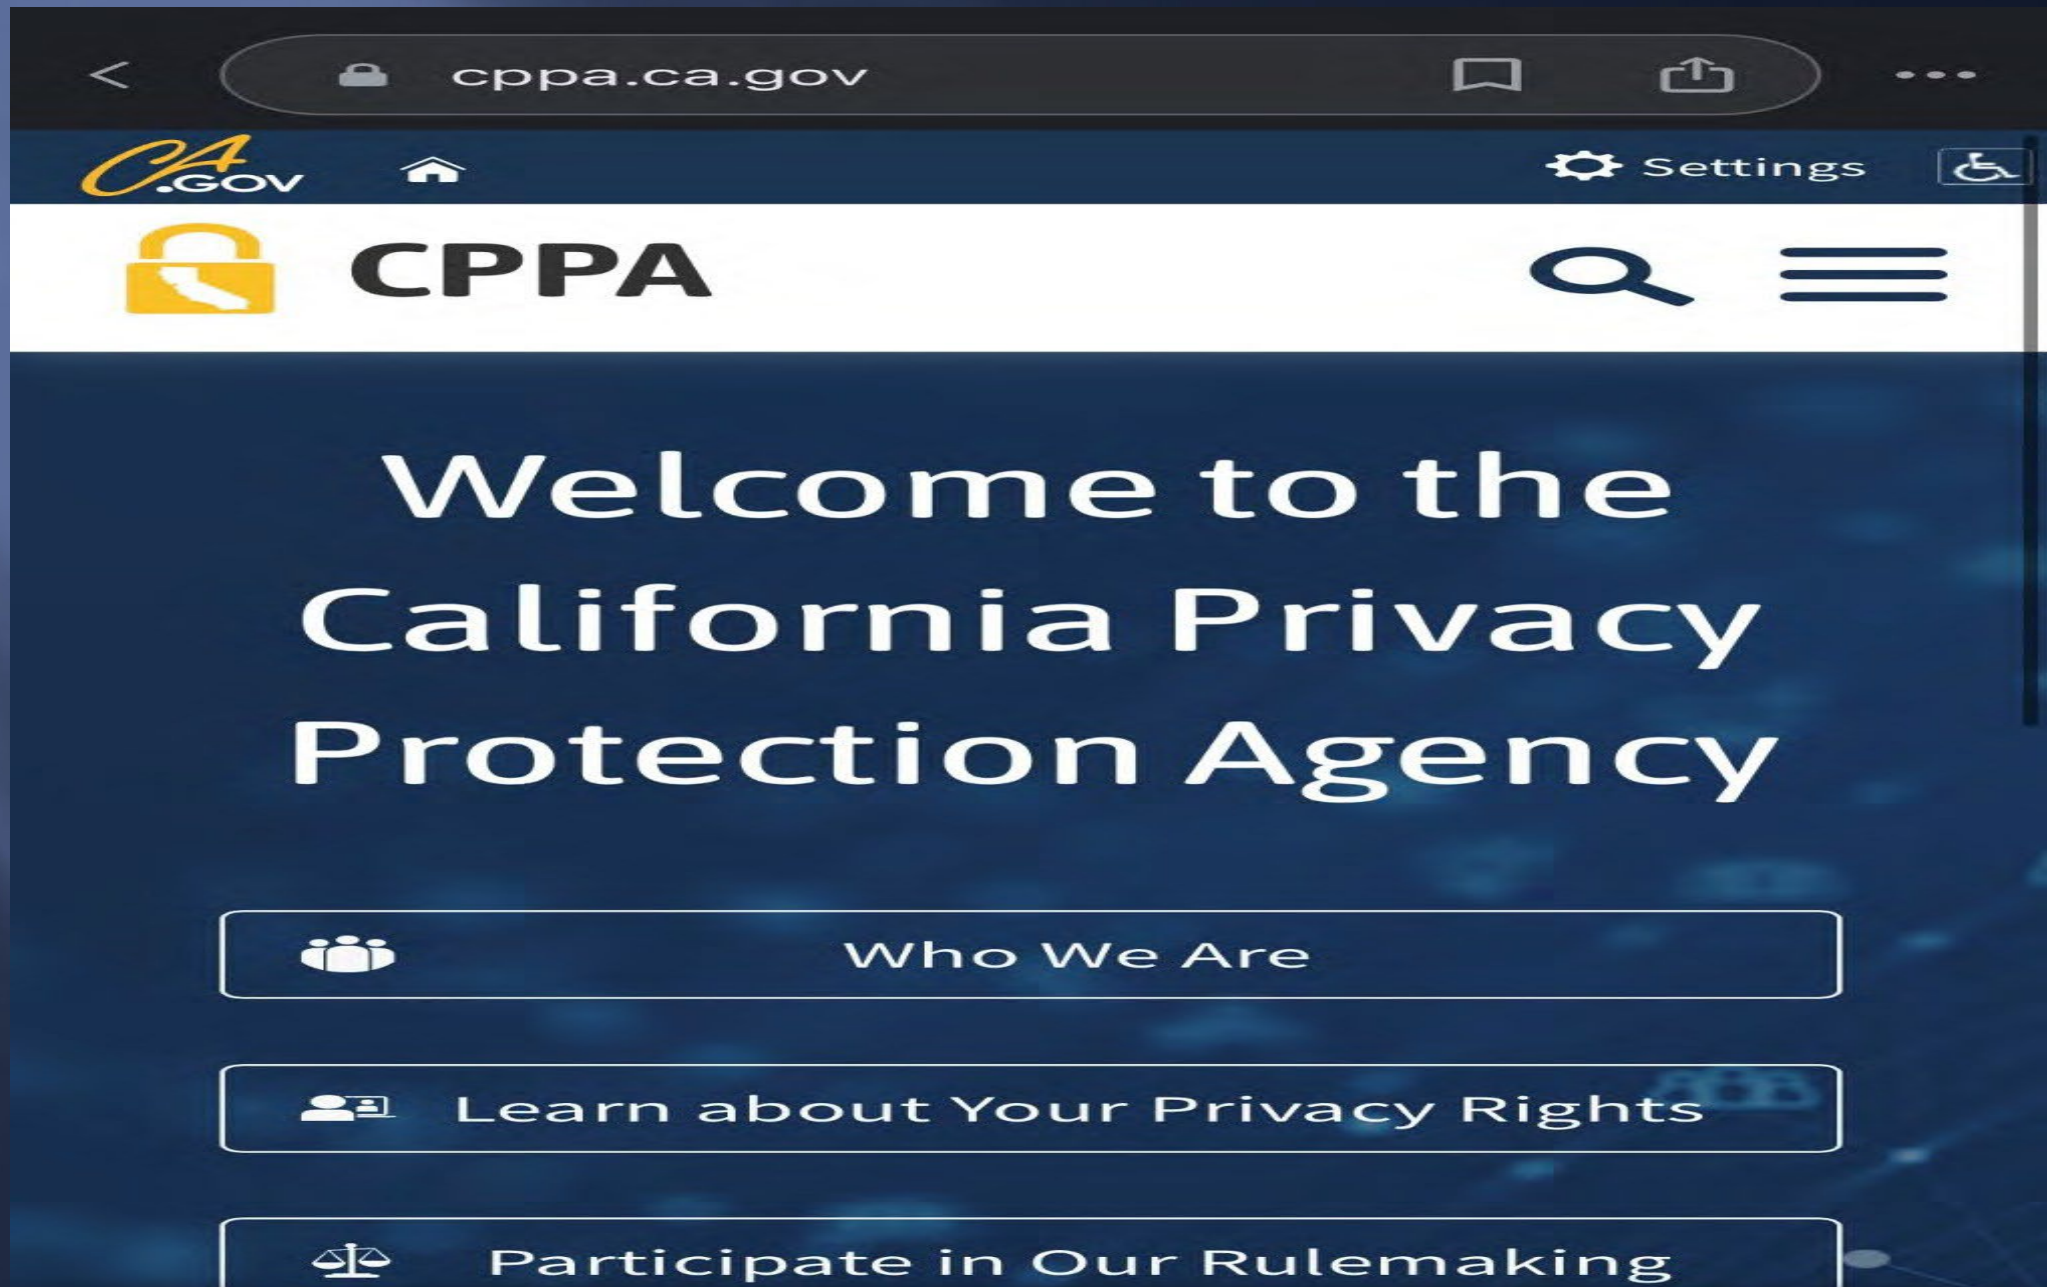 cppa.ca.gov
CA.GOV
Settings
CPPA
Welcome to the
California Privacy
Protection Agency
Who We Are
Learn about Your Privacy Rights
Participate in Our Rulemaking